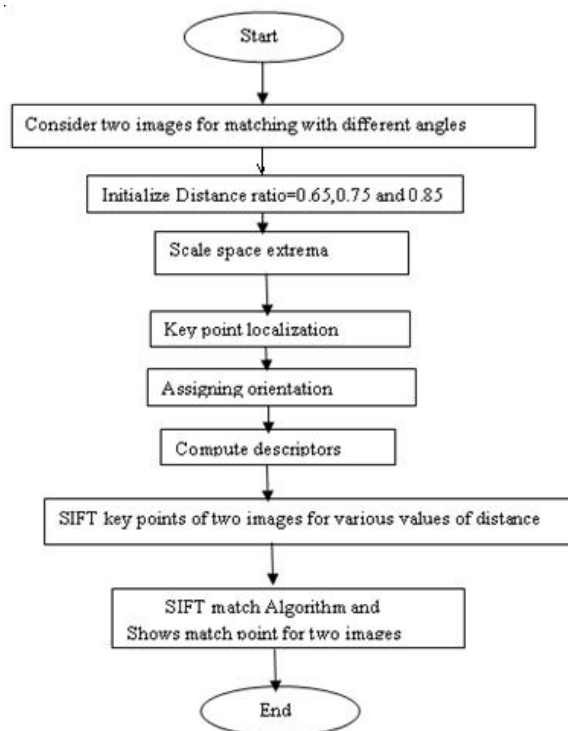 Start
Consider two images for matching with different angles
Initialize Distance ratio=0.65,0.75 and 0.85
Scale space extrema
Key point localization
Assigning orientation
Compute descriptors
SIFT key points of two images for various values of distance
SIFT match Algorithm and
Shows match point for two images
End